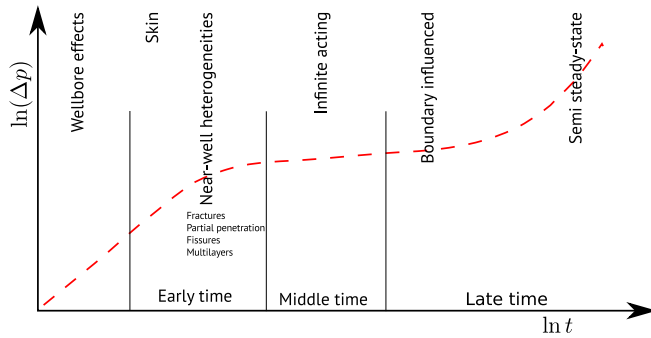 ln(Δp)
Wellbore effects
Skin
Near-well heterogeneities
Fractures
Partial penetration
Fissures
Multilayers
Infinite acting
Boundary influenced
Semi steady-state
Early time
Middle time
Late time
ln t